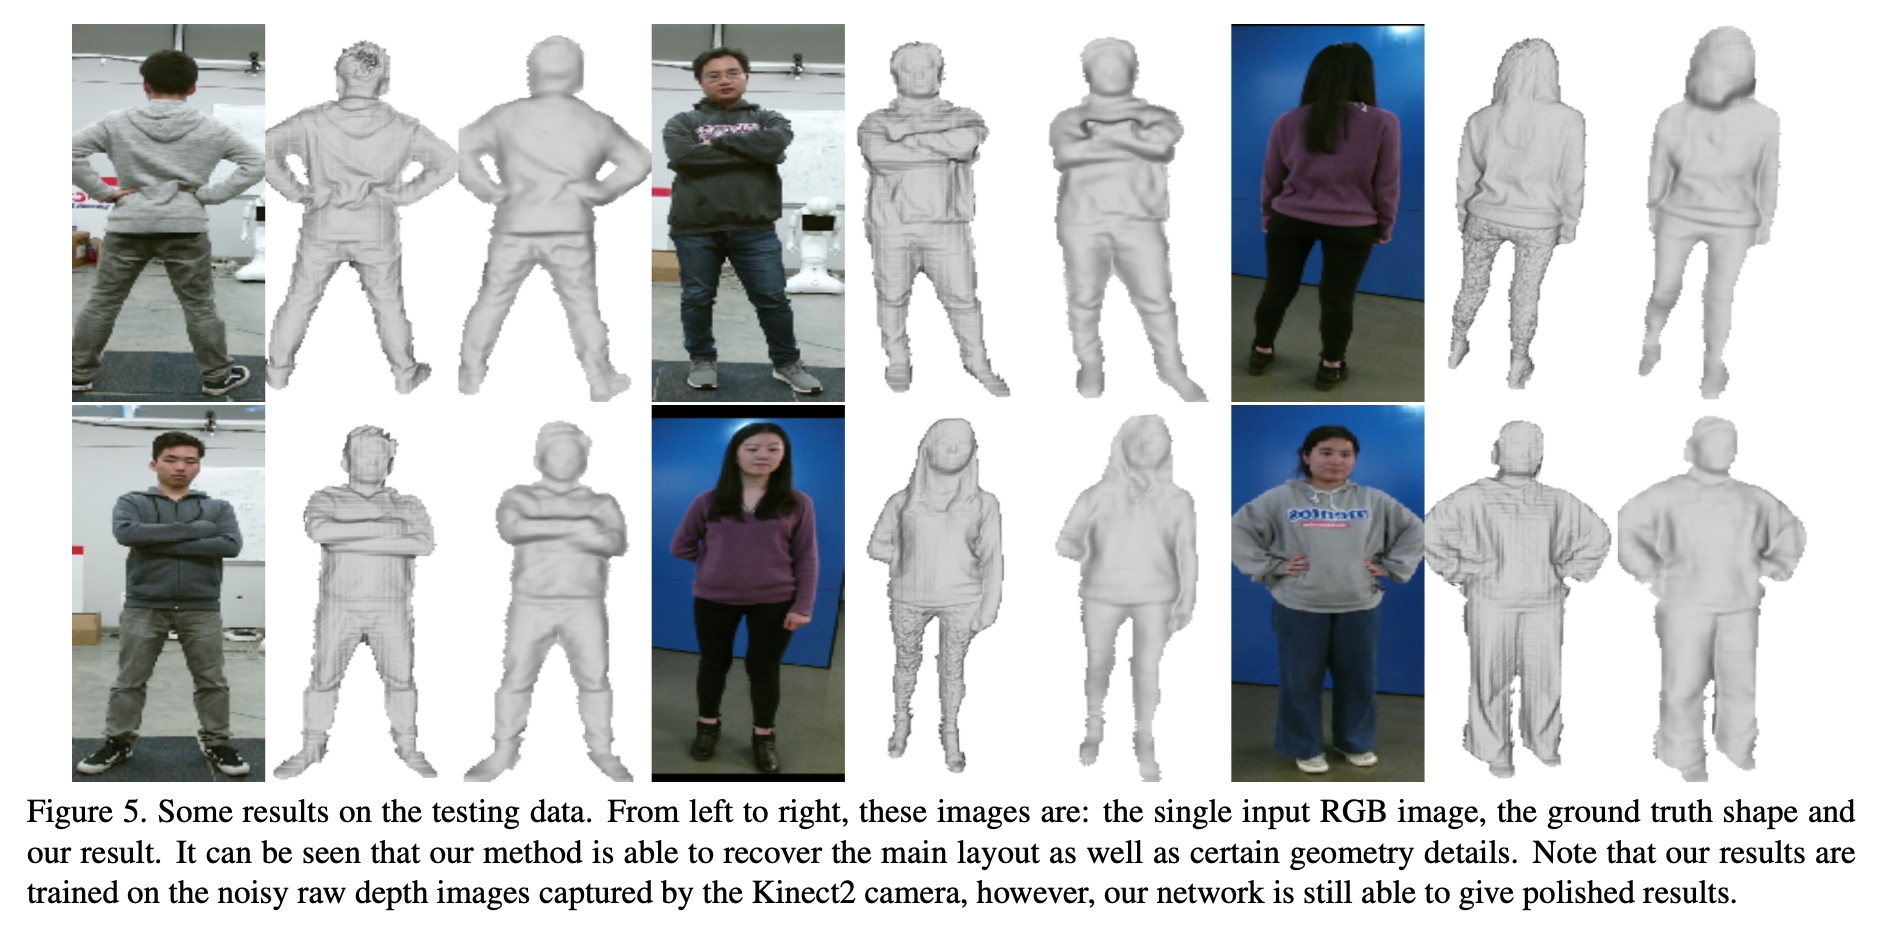 Figure 5. Some results on the testing data. From left to right, these images are: the single input RGB image, the ground truth shape and
our result. It can be seen that our method is able to recover the main layout as well as certain geometry details. Note that our results are
trained on the noisy raw depth images captured by the Kinect2 camera, however, our network is still able to give polished results.